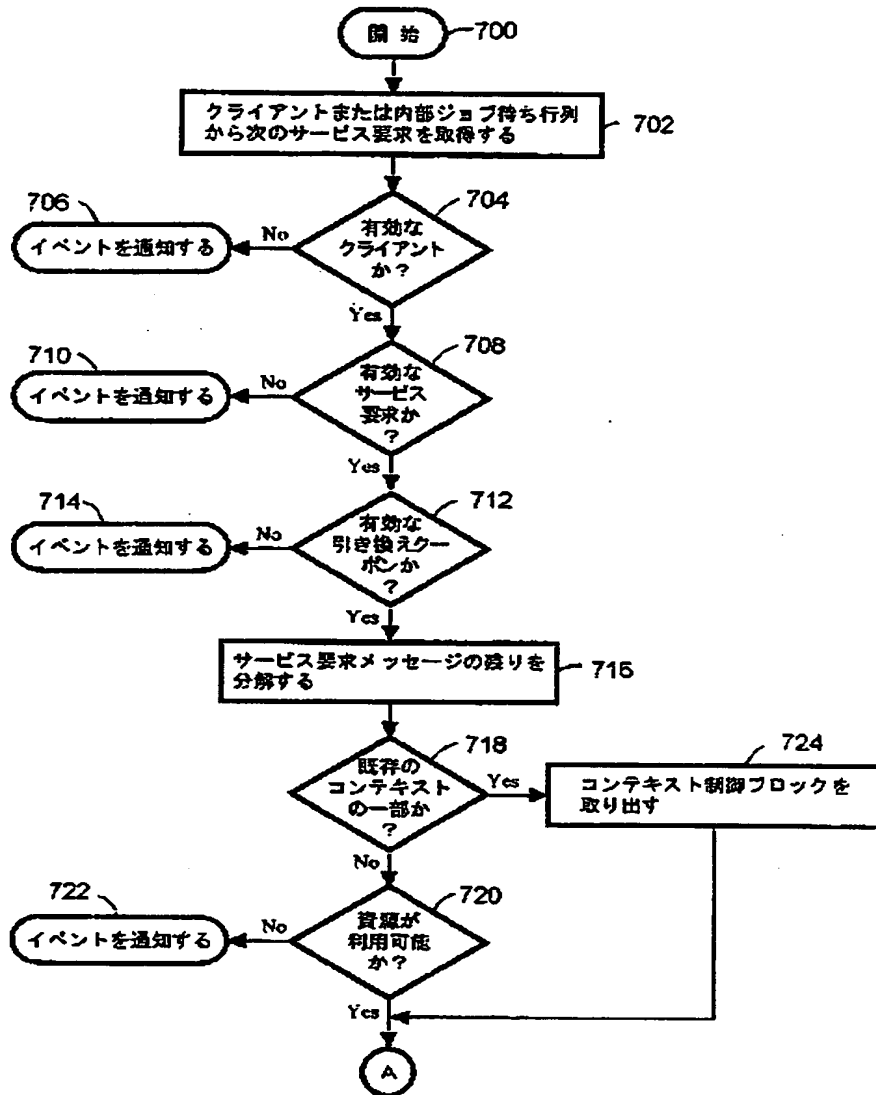 開始
700
クライアントまたは内部ジョブ待ち行列
から次のサービス要求を取得する
702
704
有効な
クライアント
か?
706
No
イベントを通知する
Yes
708
有効な
サービス
要求か
?
710
No
イベントを通知する
Yes
712
有効な
引き換えクー
ポンか
?
714
No
イベントを通知する
Yes
サービス要求メッセージの残りを
分解する
715
718
既存の
コンテキスト
の一部か
?
Yes
724
コンテキスト制御ブロックを
取り出す
No
720
資源が
利用可能
か?
722
No
イベントを通知する
Yes
A